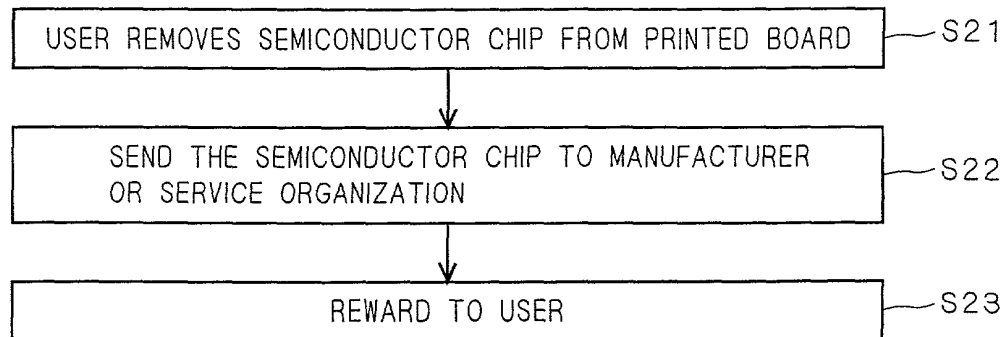 USER REMOVES SEMICONDUCTOR CHIP FROM PRINTED BOARD S21
SEND THE SEMICONDUCTOR CHIP TO MANUFACTURER
OR SERVICE ORGANIZATION S22
REWARD TO USER S23